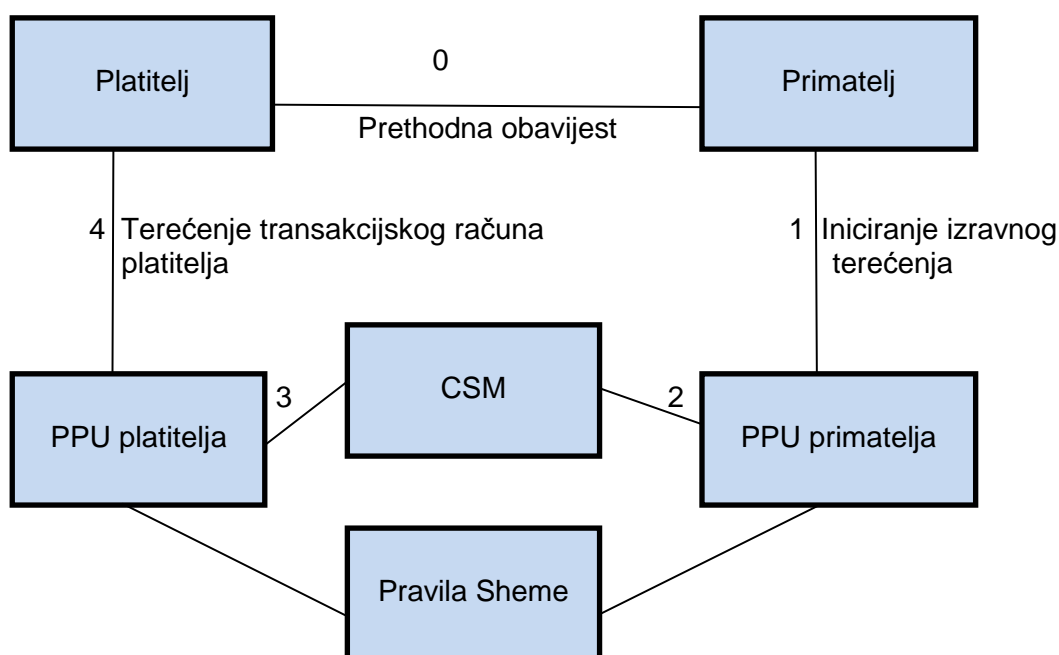 0
Platitelj
Primatelj
Prethodna obavijest
4 Terećenje transakcijskog računa
platitelja
1 Iniciranje izravnog
terećenja
CSM
3
2
PPU platitelja
PPU primatelja
Pravila Sheme